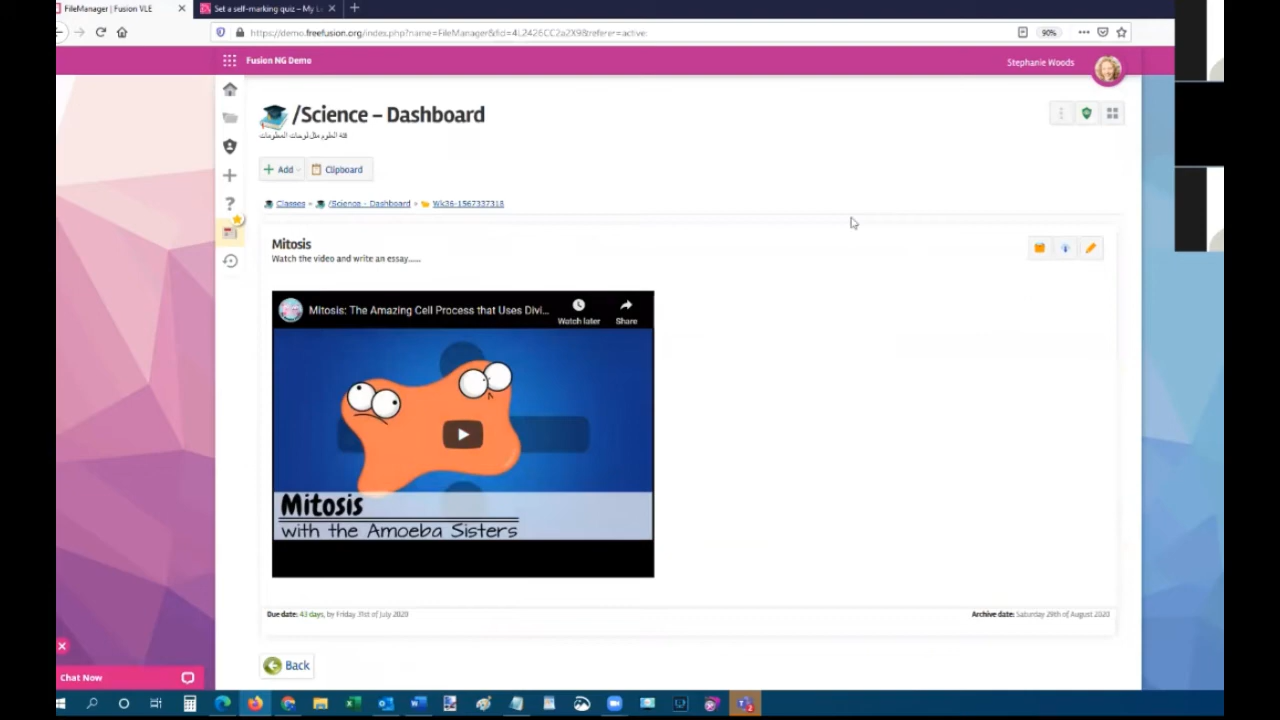 FileManager | Fusion VLE
Set a self-marking quiz – My L
https://demo.freefusion.org/index.php?name=FileManager&fid=4L2426CC2a2X9&referer=active:
90%
Fusion NG Demo
Stephanie Woods
/Science – Dashboard
Add
Clipboard
Classes » /Science - Dashboard » Wk36-1567337318
Mitosis
Watch the video and write an essay......
Mitosis: The Amazing Cell Process that Uses Divi...
Watch later
Share
Mitosis
with the Amoeba Sisters
Due date: 43 days, by Friday 31st of July 2020
Archive date: Saturday 29th of August 2020
Back
Chat Now